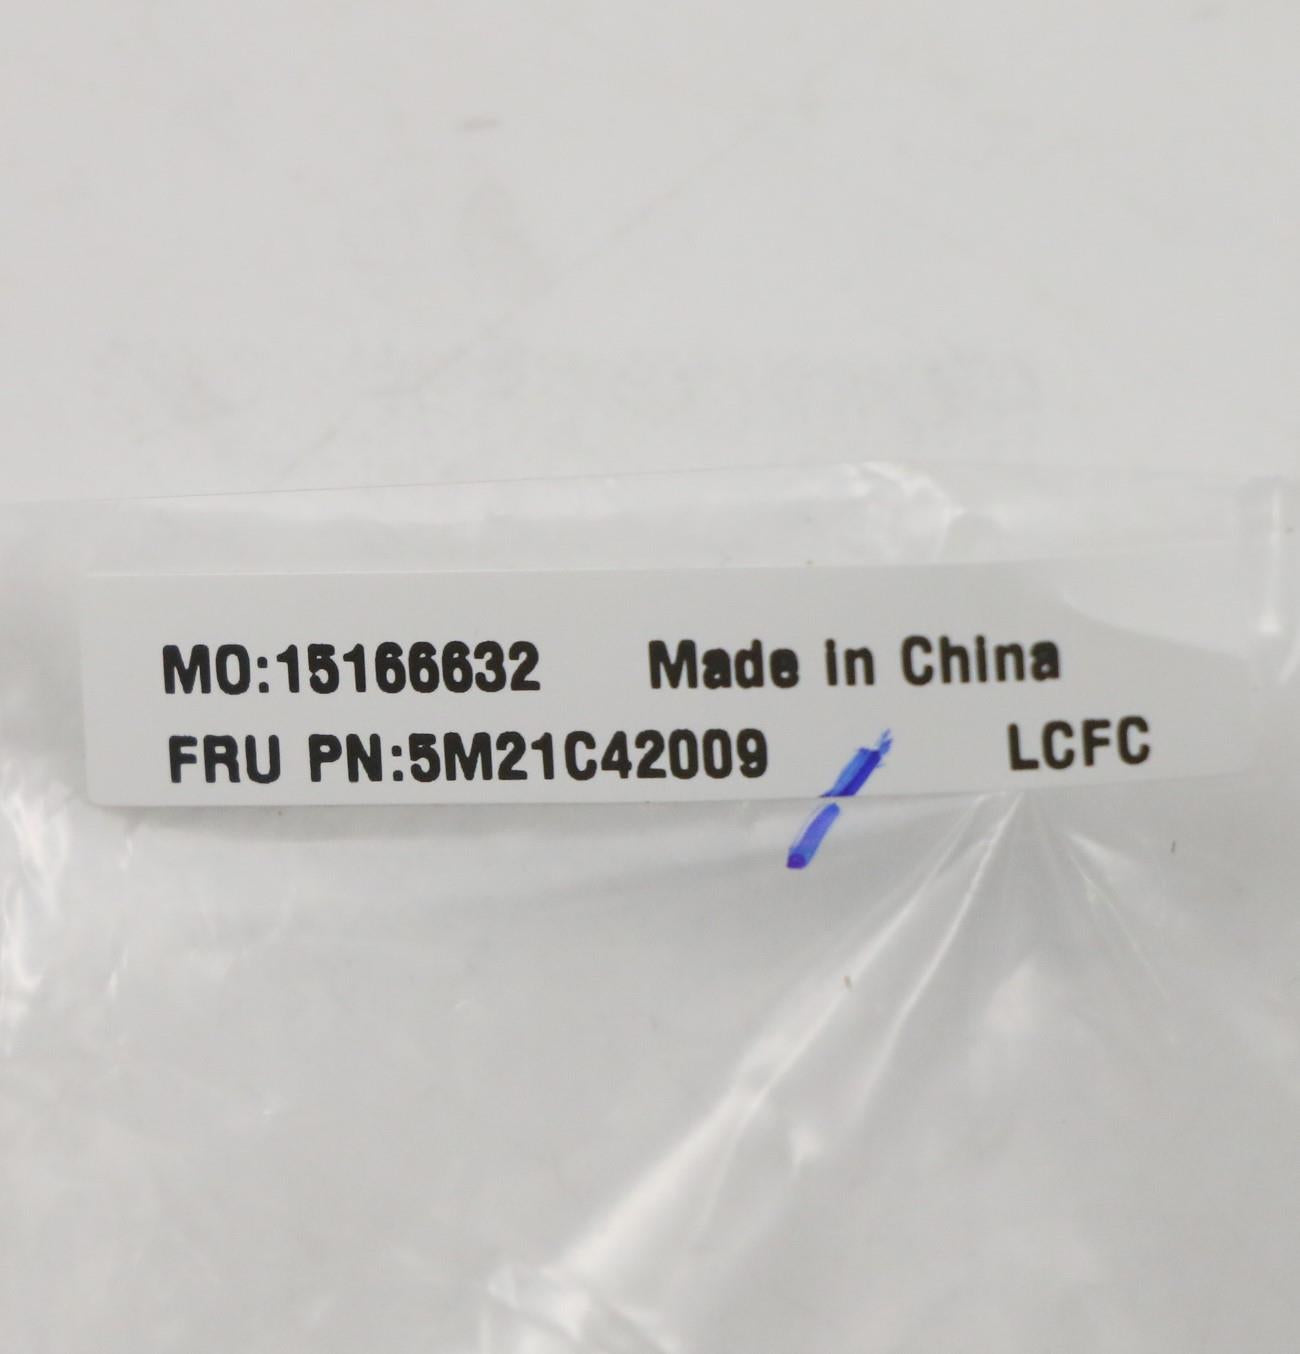 MO:15166632 Made in China
FRU PN:5M21C42009 LCFC